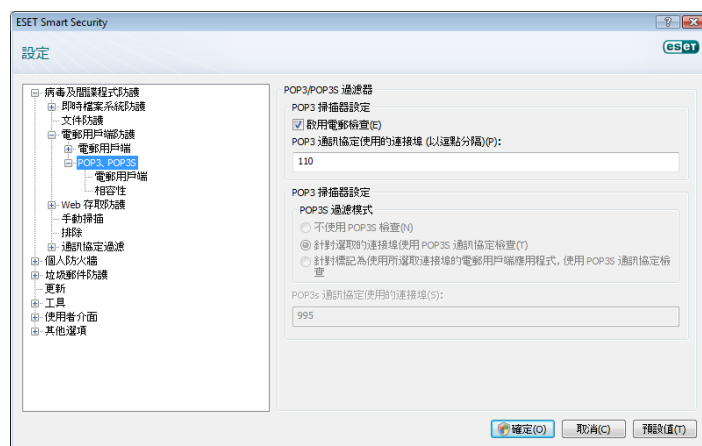 ESET Smart Security
設定
eset
病毒及間諜程式防護
即時檔案系統防護
文件防護
電郵用戶端防護
電郵用戶端
POP3、POP3S
電郵用戶端
相容性
Web 存取防護
手動掃描
排除
通訊協定過濾
個人防火牆
垃圾郵件防護
更新
工具
使用者介面
其他選項
POP3/POP3S 過濾器
POP3 掃描器設定
啟用電郵檢查(E)
POP3 通訊協定使用的連接埠 (以逗點分隔)(P):
110
POP3 掃描器設定
POP3S 過濾模式
不使用 POP3S 檢查(N)
針對選取的連接埠使用 POP3S 通訊協定檢查(T)
針對標記為使用所選取連接埠的電郵用戶端應用程式，使用 POP3S 通訊協定檢
查
POP3s 通訊協定使用的連接埠(S):
995
確定(O)
取消(C)
預設值(T)